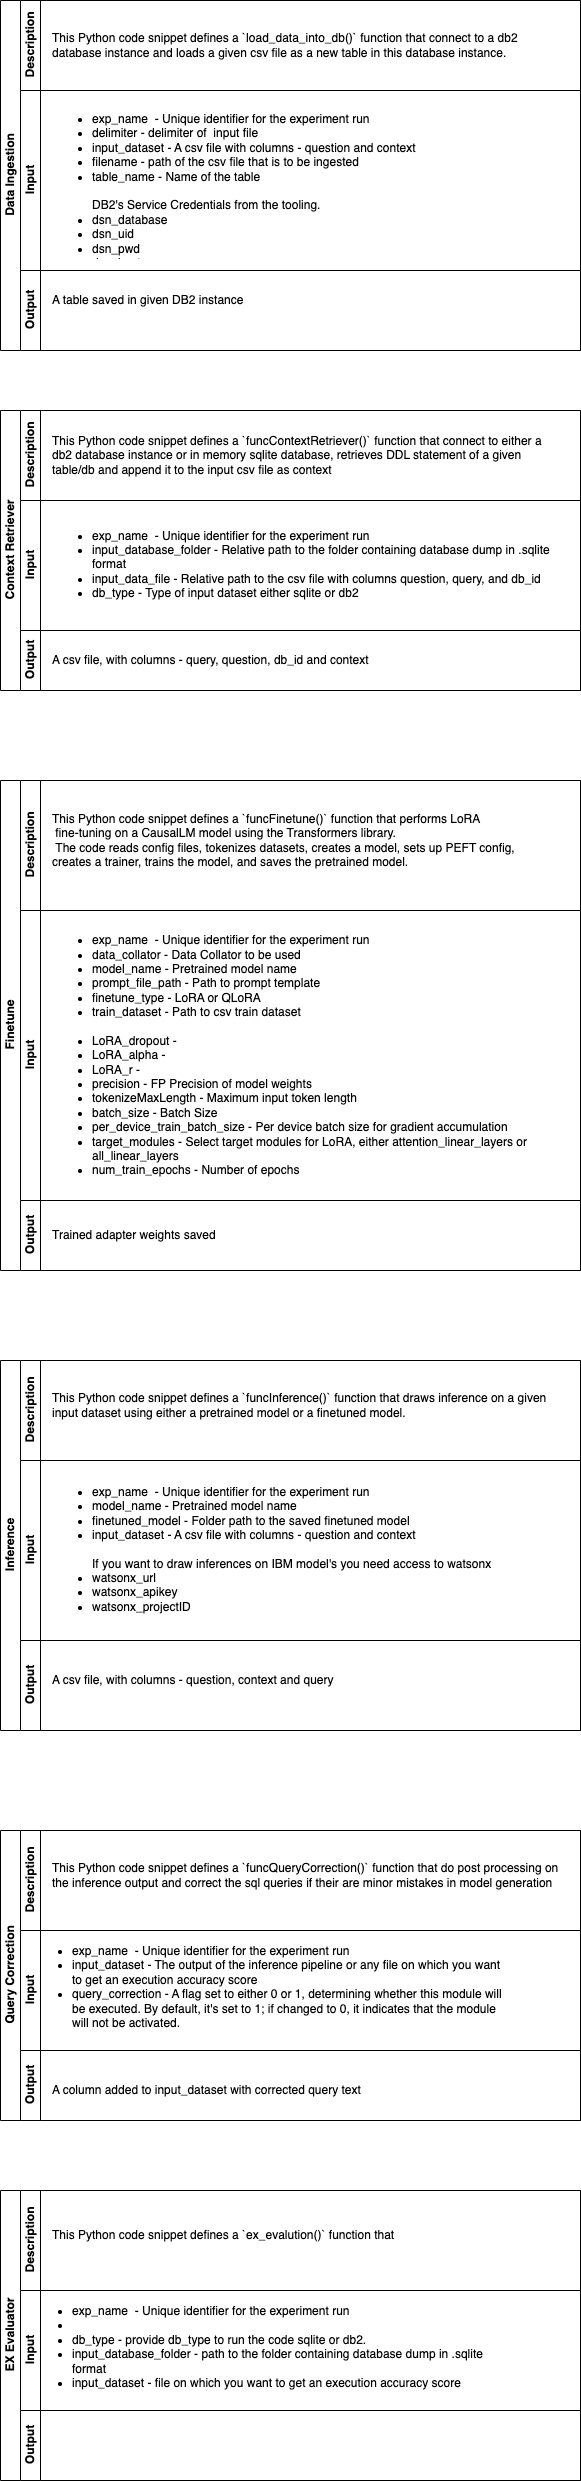 Data Ingestion
Description
This Python code snippet defines a `load_data_into_db()` function that connect to a db2
database instance and loads a given csv file as a new table in this database instance.
Input
exp_name - Unique identifier for the experiment run
delimiter - delimiter of input file
input_dataset - A csv file with columns - question and context
filename - path of the csv file that is to be ingested
table_name - Name of the table
DB2's Service Credentials from the tooling.
dsn_database
dsn_uid
dsn_pwd
Output
A table saved in given DB2 instance
Context Retriever
Description
This Python code snippet defines a `funcContextRetriever()` function that connect to either a
db2 database instance or in memory sqlite database, retrieves DDL statement of a given
table/db and append it to the input csv file as context
Input
exp_name - Unique identifier for the experiment run
input_database_folder - Relative path to the folder containing database dump in .sqlite
format
input_data_file - Relative path to the csv file with columns question, query, and db_id
db_type - Type of input dataset either sqlite or db2
Output
A csv file, with columns - query, question, db_id and context
Finetune
Description
This Python code snippet defines a `funcFinetune()` function that performs LoRA
fine-tuning on a CausalLM model using the Transformers library.
The code reads config files, tokenizes datasets, creates a model, sets up PEFT config,
creates a trainer, trains the model, and saves the pretrained model.
Input
exp_name - Unique identifier for the experiment run
data_collator - Data Collator to be used
model_name - Pretrained model name
prompt_file_path - Path to prompt template
finetune_type - LoRA or QLoRA
train_dataset - Path to csv train dataset
LoRA_dropout -
LoRA_alpha -
LoRA_r -
precision - FP Precision of model weights
tokenizeMaxLength - Maximum input token length
batch_size - Batch Size
per_device_train_batch_size - Per device batch size for gradient accumulation
target_modules - Select target modules for LoRA, either attention_linear_layers or
all_linear_layers
num_train_epochs - Number of epochs
Output
Trained adapter weights saved
Inference
Description
This Python code snippet defines a `funcInference()` function that draws inference on a given
input dataset using either a pretrained model or a finetuned model.
Input
exp_name - Unique identifier for the experiment run
model_name - Pretrained model name
finetuned_model - Folder path to the saved finetuned model
input_dataset - A csv file with columns - question and context
If you want to draw inferences on IBM model's you need access to watsonx
watsonx_url
watsonx_apikey
watsonx_projectID
Output
A csv file, with columns - question, context and query
Query Correction
Description
This Python code snippet defines a `funcQueryCorrection()` function that do post processing on
the inference output and correct the sql queries if their are minor mistakes in model generation
Input
exp_name - Unique identifier for the experiment run
input_dataset - The output of the inference pipeline or any file on which you want
to get an execution accuracy score
query_correction - A flag set to either 0 or 1, determining whether this module will
be executed. By default, it's set to 1; if changed to 0, it indicates that the module
will not be activated.
Output
A column added to input_dataset with corrected query text
EX Evaluator
Description
This Python code snippet defines a `ex_evalution()` function that
Input
exp_name - Unique identifier for the experiment run
db_type - provide db_type to run the code sqlite or db2.
input_database_folder - path to the folder containing database dump in .sqlite
format
input_dataset - file on which you want to get an execution accuracy score
Output